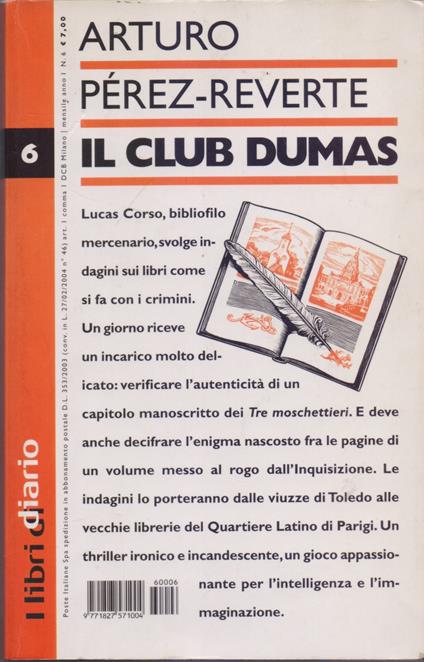 ARTURO
PÉREZ-REVERTE
IL CLUB DUMAS
6
Lucas Corso, bibliofilo
mercenario, svolge in-
dagini sui libri come
si fa con i crimini.
Un giorno riceve
un incarico molto del-
icato: verificare l'autenticità di un
capitolo manoscritto dei Tre moschettieri. E deve
anche decifrare l'enigma nascosto fra le pagine di
un volume messo al rogo dall'Inquisizione. Le
indagini lo porteranno dalle viuzze di Toledo alle
vecchie librerie del Quartiere Latino di Parigi. Un
thriller ironico e incandescente, un gioco appassio-
nante per l'intelligenza e l'im-
maginazione.
60006
9 771827 571004
I libri di
diario
Poste Italiane Spa spedizione in abbonamento postale D.L. 353/2003 (conv. in L. 27/02/2004 n° 46) art. 1 comma 1 DCB Milano | mensile anno 1 N. 6 € 7,00